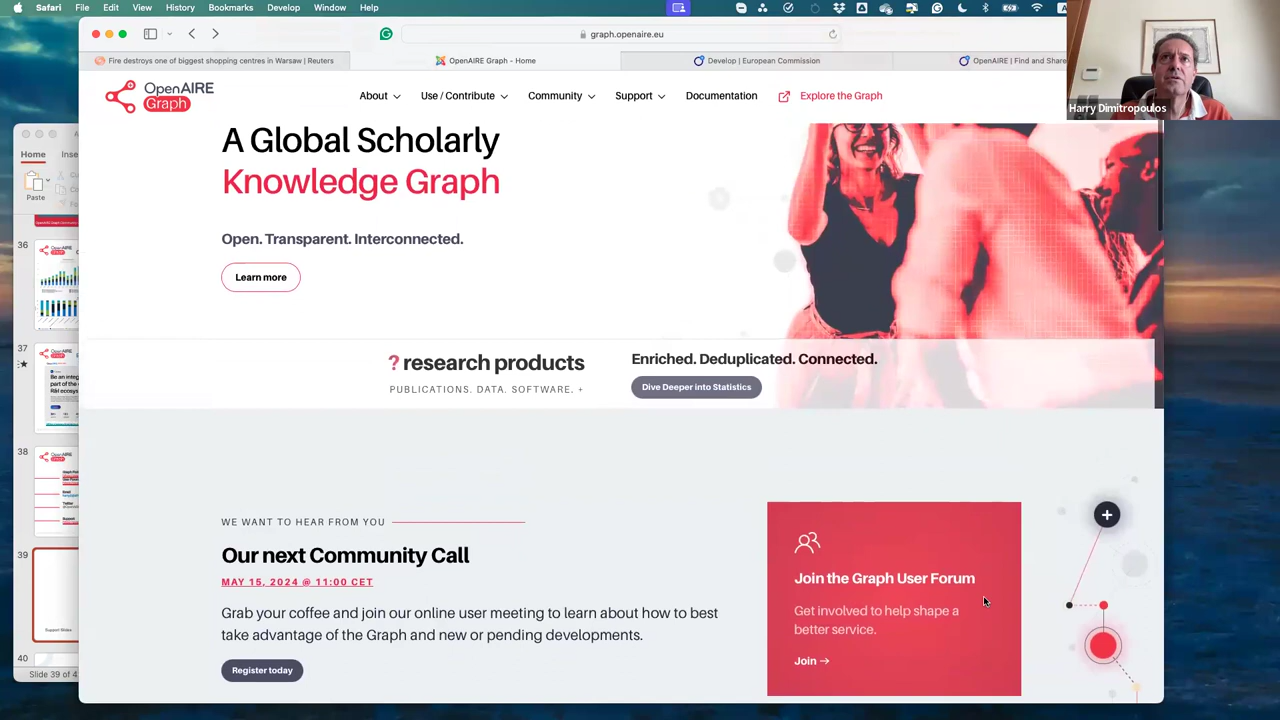 Safari File Edit View History Bookmarks Develop Window Help
graph.openaire.eu
Fire destroys one of biggest shopping centres in Warsaw | Reuters
OpenAIRE Graph - Home
Develop | European Commission
OpenAIRE | Find and Share
Harry Dimitropoulos
OpenAIRE
Graph
About
Use / Contribute
Community
Support
Documentation
Explore the Graph
Home Inse
Paste
A Global Scholarly
Knowledge Graph
Open. Transparent. Interconnected.
Learn more
? research products
PUBLICATIONS. DATA. SOFTWARE. +
Enriched. Deduplicated. Connected.
Dive Deeper into Statistics
WE WANT TO HEAR FROM YOU
Our next Community Call
MAY 15, 2024 @ 11:00 CET
Grab your coffee and join our online user meeting to learn about how to best
take advantage of the Graph and new or pending developments.
Register today
Join the Graph User Forum
Get involved to help shape a
better service.
Join →
36
37
38
39
Support Slides
40
Slide 39 of 4